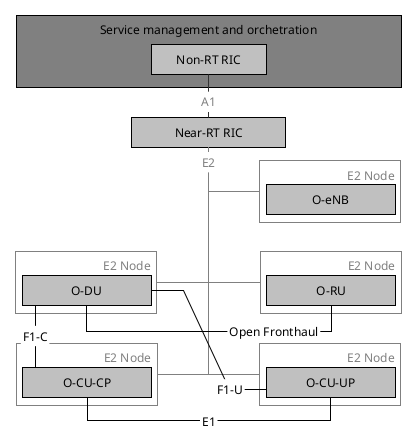 Service management and orchetration
Non-RT RIC
A1
Near-RT RIC
E2
E2 Node
O-eNB
E2 Node
O-DU
E2 Node
O-RU
Open Fronthaul
F1-C
E2 Node
O-CU-CP
E2 Node
O-CU-UP
F1-U
E1